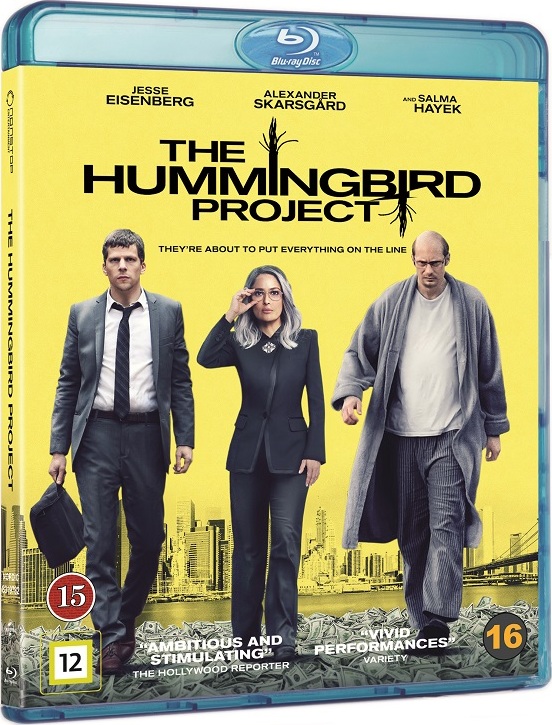 Blu-ray Disc
JESSE
EISENBERG
ALEXANDER
SKARSGÅRD
AND SALMA
HAYEK
THE
HUMMINGBIRD
PROJECT
THEY'RE ABOUT TO PUT EVERYTHING ON THE LINE
THE HUMMINGBIRD PROJECT
15
12
"AMBITIOUS AND
STIMULATING"
THE HOLLYWOOD REPORTER
"VIVID
PERFORMANCES"
VARIETY
16